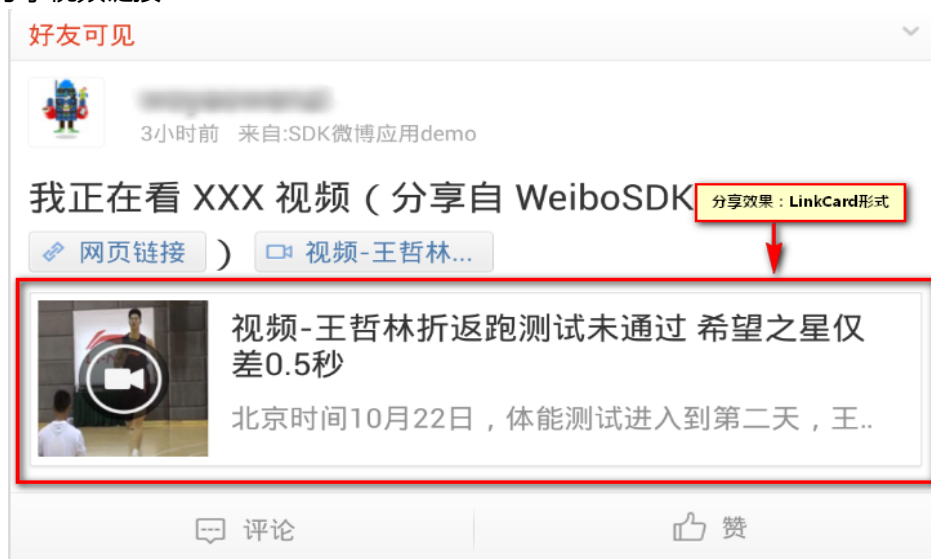 好友可见
3小时前 来自:SDK微博应用demo
我正在看 XXX 视频（分享自 WeiboSDK
分享效果：LinkCard形式
网页链接 ） 视频-王哲林...
视频-王哲林折返跑测试未通过 希望之星仅
差0.5秒
北京时间10月22日，体能测试进入到第二天，王..
评论 赞